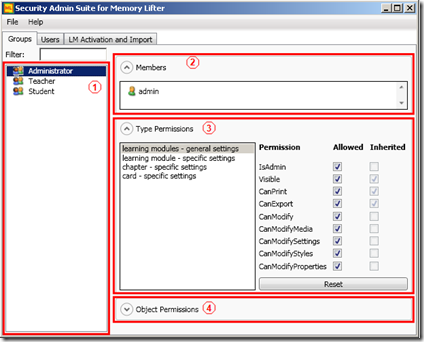 Security Admin Suite for Memory Lifter
File Help
Groups Users LM Activation and Import
Filter:
Administrator
Teacher
Student
1
Members 2
admin
Type Permissions 3
learning modules - general settings
learning module - specific settings
chapter - specific settings
card - specific settings
Permission Allowed Inherited
IsAdmin
Visible
CanPrint
CanExport
CanModify
CanModifyMedia
CanModifySettings
CanModifyStyles
CanModifyProperties
Reset
Object Permissions 4